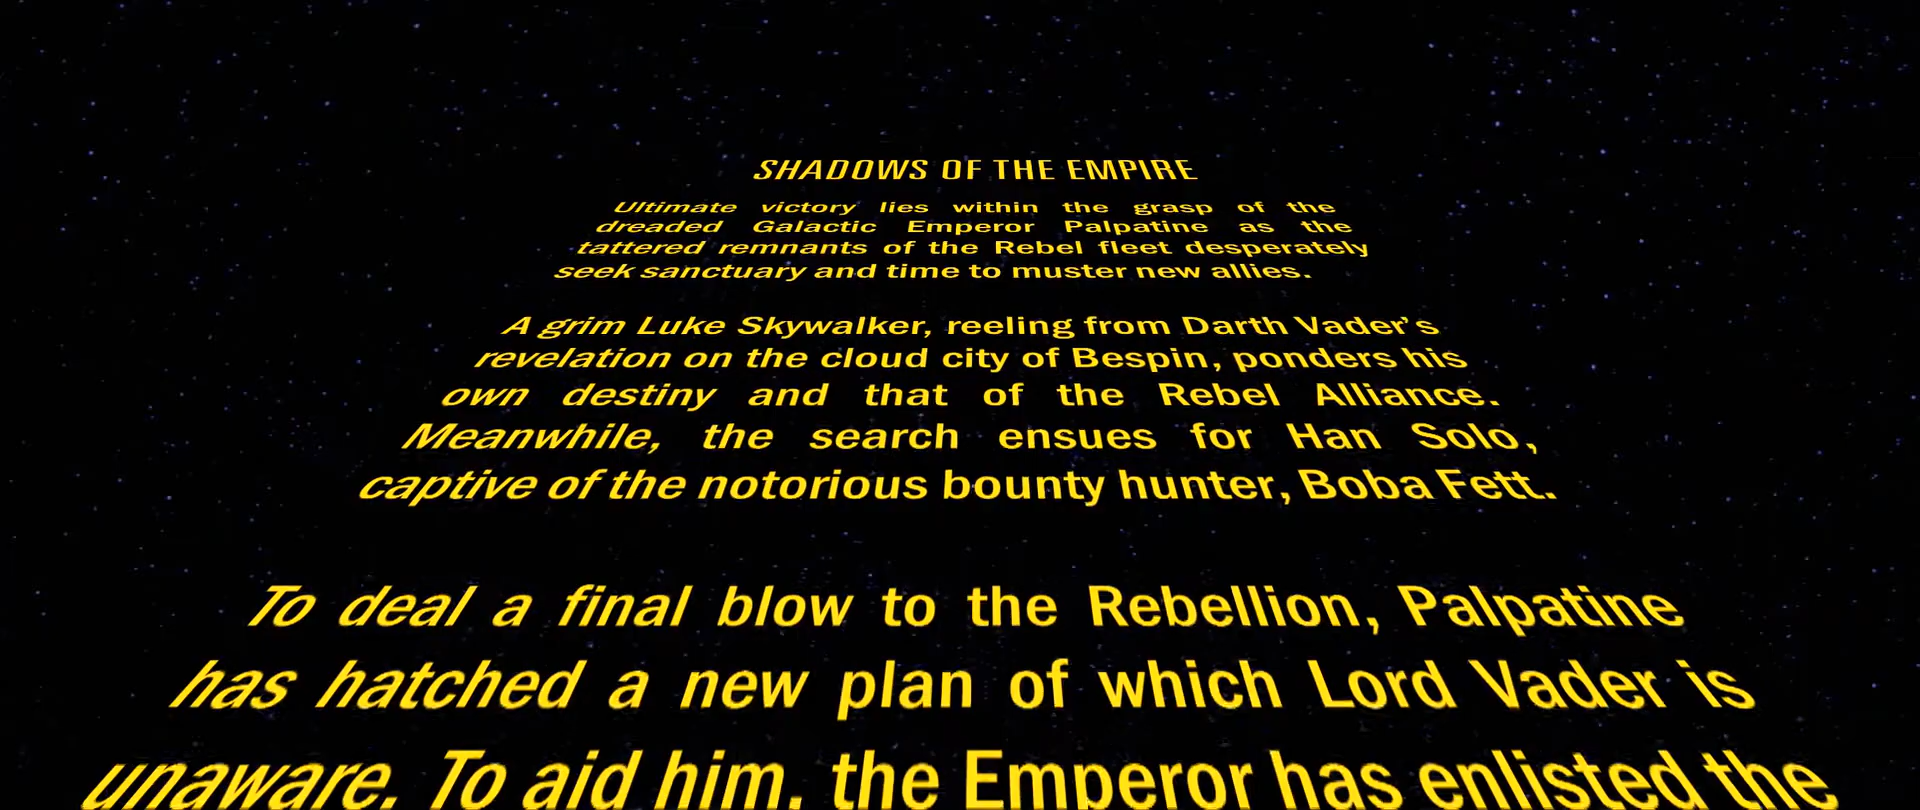 SHADOWS OF THE EMPIRE
Ultimate victory lies within the grasp of the
dreaded Galactic Emperor Palpatine as the
tattered remnants of the Rebel fleet desperately
seek sanctuary and time to muster new allies.
A grim Luke Skywalker, reeling from Darth Vader's
revelation on the cloud city of Bespin, ponders his
own destiny and that of the Rebel Alliance.
Meanwhile, the search ensues for Han Solo,
captive of the notorious bounty hunter, Boba Fett.
To deal a final blow to the Rebellion, Palpatine
has hatched a new plan of which Lord Vader is
unaware. To aid him, the Emperor has enlisted the